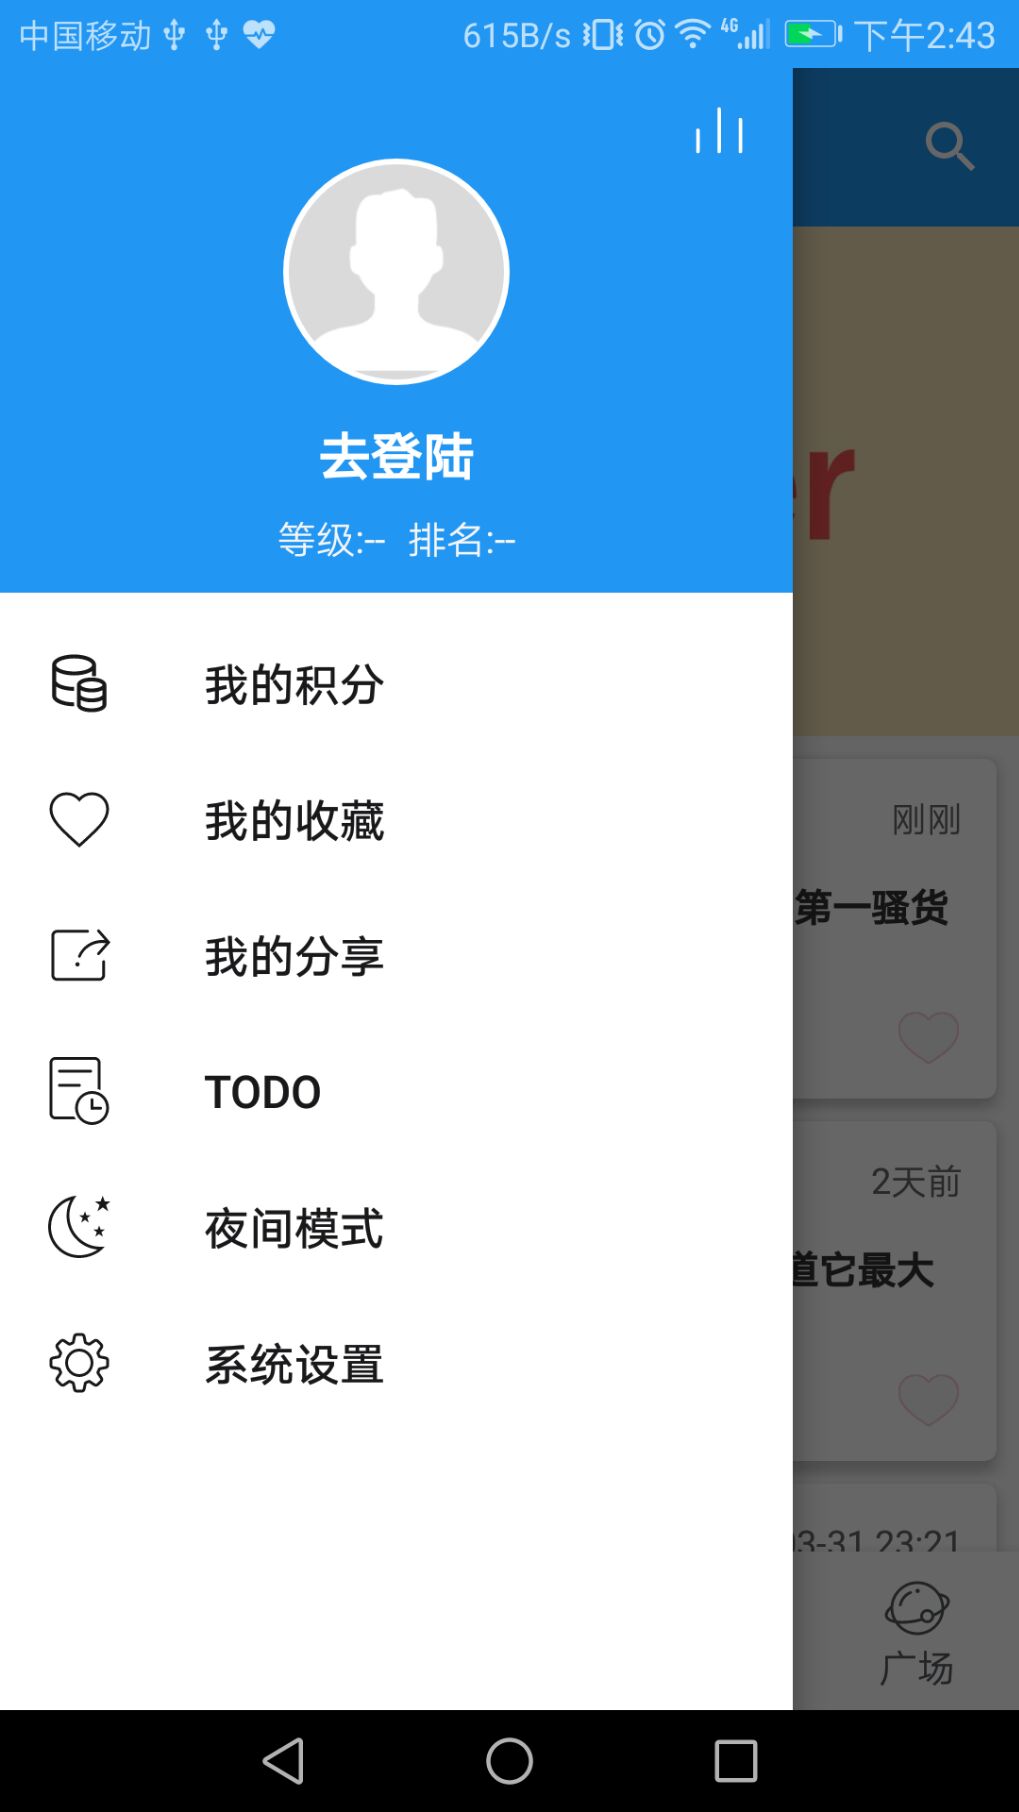 中国移动 615B/s 4G 下午2:43
去登陆
等级:-- 排名:--
r
我的积分
我的收藏
刚刚
第一骚货
我的分享
TODO
2天前
夜间模式
道它最大
系统设置
03-31 23:21
广场